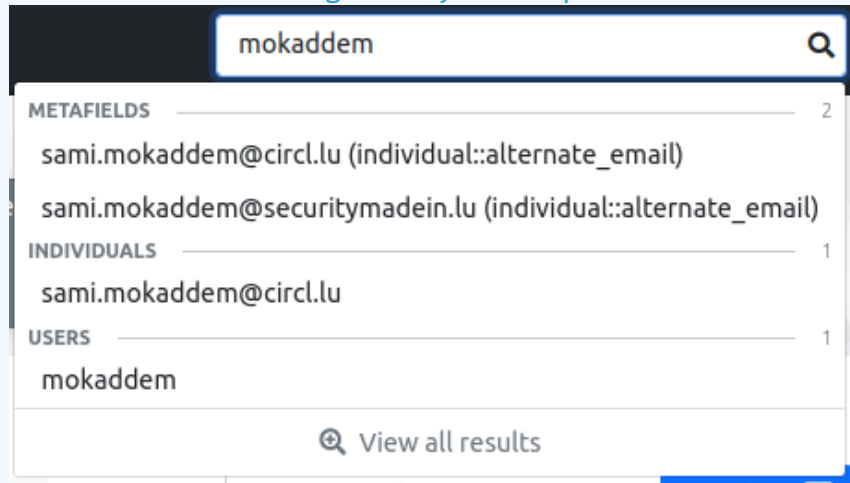 mokaddem
METAFIELDS 2
sami.mokaddem@circl.lu (individual::alternate_email)
sami.mokaddem@securitymadein.lu (individual::alternate_email)
INDIVIDUALS 1
sami.mokaddem@circl.lu
USERS 1
mokaddem
View all results